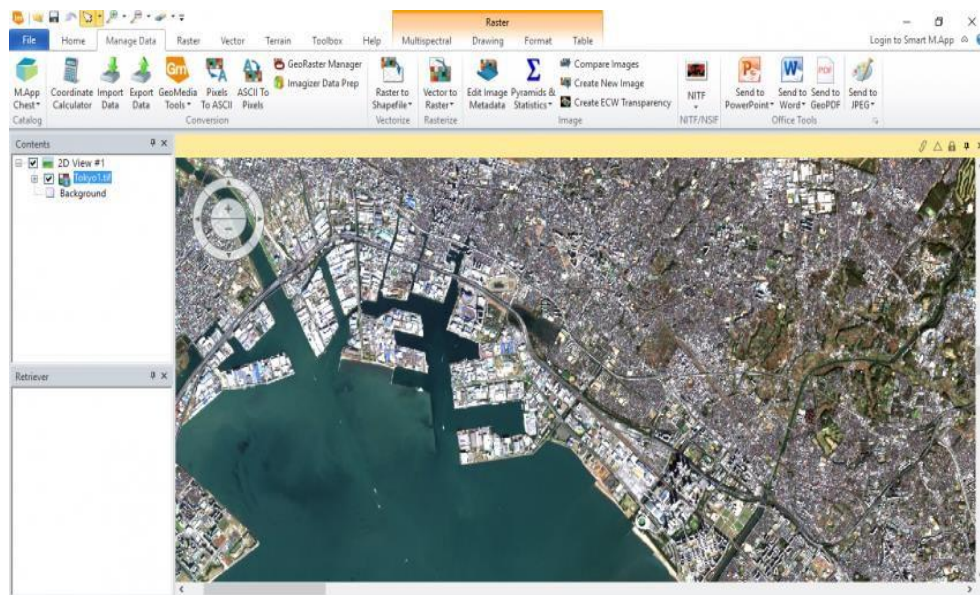 Raster
File Home Manage Data Raster Vector Terrain Toolbox Help Multispectral Drawing Format Table Login to Smart M.App
M.App Chest Coordinate Calculator Import Data Export Data GeoMedia Tools Pixels To ASCII ASCII To Pixels
GeoRaster Manager
Imagizer Data Prep
Raster to Shapefile Vector to Raster Edit Image Metadata Pyramids & Statistics
Compare Images
Create New Image
Create ECW Transparency
NITF Send to PowerPoint Send to Word Send to GeoPDF Send to JPEG
Catalog Conversion Vectorize Rasterize Image NITF/NSIF Office Tools
Contents
2D View #1
Tokyo1.tif
Background
Retriever